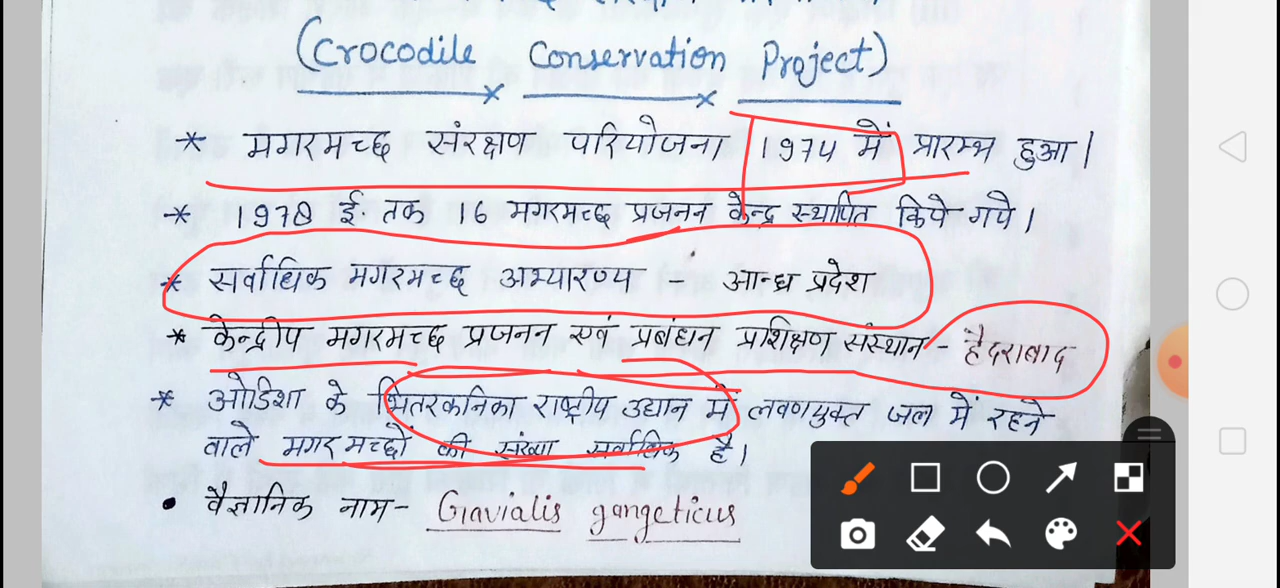 (Crocodile Conservation Project)
* मगरमच्छ संरक्षण परियोजना 1974 में प्रारम्भ हुआ।
* 1978 ई. तक 16 मगरमच्छ प्रजनन केन्द्र स्थापित किये गये।
* सर्वाधिक मगरमच्छ अभ्यारण्य - आन्ध्र प्रदेश
* केन्द्रीय मगरमच्छ प्रजनन एवं प्रबंधन प्रशिक्षण संस्थान - हैदराबाद
* ओडिशा के भितरकनिका राष्ट्रीय उद्यान में लवणयुक्त जल में रहने
वाले मगरमच्छों की संख्या सर्वाधिक है।
• वैज्ञानिक नाम - Gravialis gangeticus